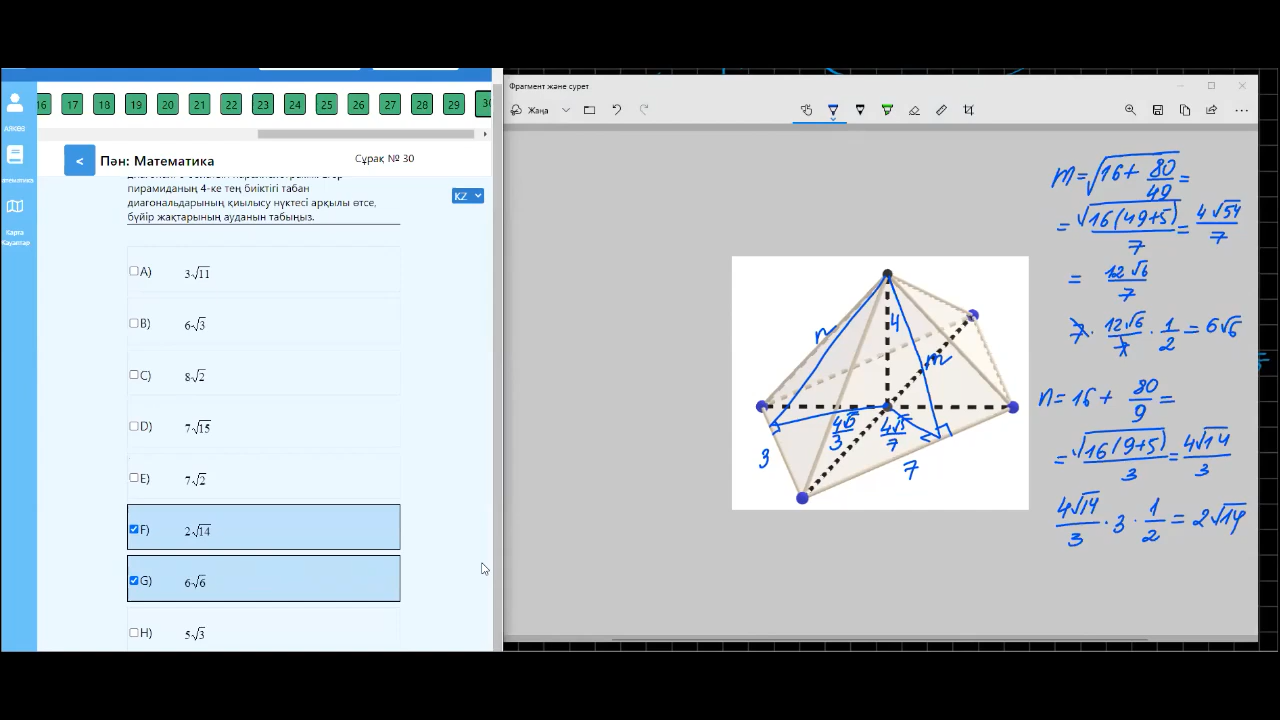 Фрагмент және сурет
Жаңа
16 17 18 19 20 21 22 23 24 25 26 27 28 29 30
< Пән: Математика
Сұрақ № 30
KZ
пирамиданың 4-ке тең биіктігі табан
диагональдарының қиылысу нүктесі арқылы өтсе,
бүйір жақтарының ауданын табыңыз.
A) 3√11
B) 6√3
C) 8√2
D) 7√15
E) 7√2
F) 2√14
G) 6√6
H) 5√3
Карта
4
n
m
4√5/3
4√5/7
3
7
m=√(16+80/49)=
=√(16(49+5))/7=4√54/7
=12√6/7
7·12√6/7·1/2=6√6
n=16+80/9=
=√(16(9+5))/3=4√14/3
4√14/3·3·1/2=2√14